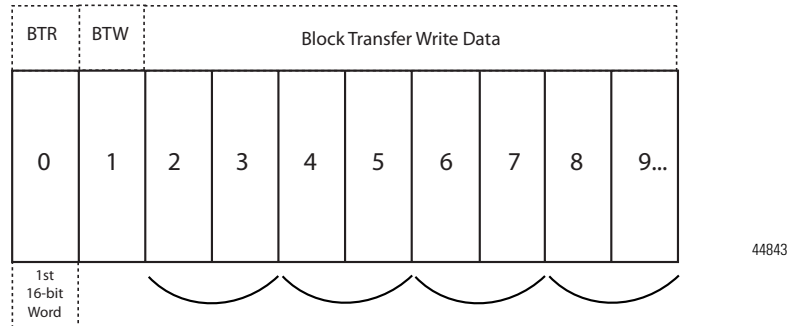 BTR BTW Block Transfer Write Data
0 1 2 3 4 5 6 7 8 9...
44843
1st
16-bit
Word